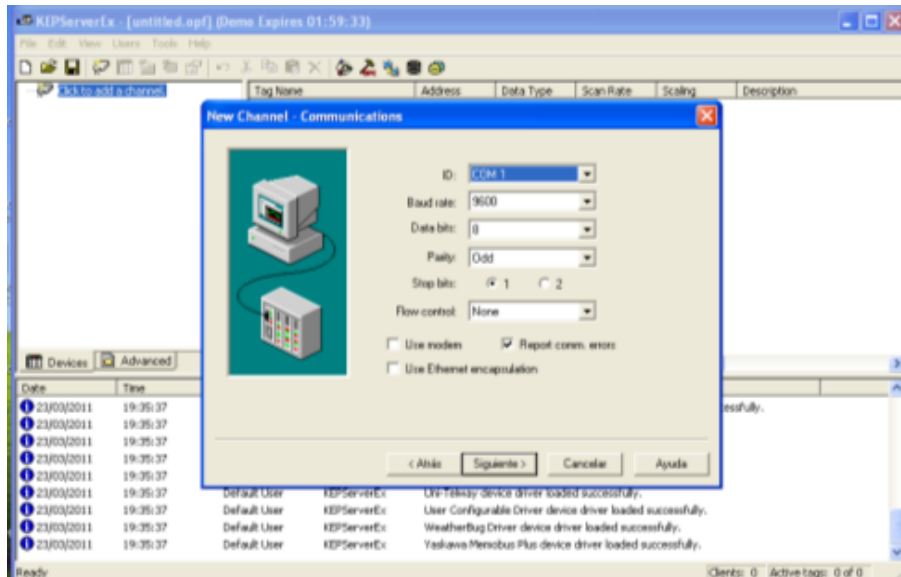 KEPServerEx - [untitled.opf] (Demo Expires 01:59:33)
File Edit View Users Tools Help
Click to add a channel.
Tag Name Address Data Type Scan Rate Scaling Description
New Channel - Communications
ID: COM 1
Baud rate: 9600
Data bits: 8
Parity: Odd
Stop bits: 1 2
Flow control: None
Use modem Report comm. errors
Use Ethernet encapsulation
< Atrás Siguiente > Cancelar Ayuda
Devices Advanced
Date Time
23/03/2011 19:35:37 essfully.
23/03/2011 19:35:37
23/03/2011 19:35:37
23/03/2011 19:35:37
23/03/2011 19:35:37
23/03/2011 19:35:37 Default User KEPServerEx Uni-Telway device driver loaded successfully.
23/03/2011 19:35:37 Default User KEPServerEx User Configurable Driver device driver loaded successfully.
23/03/2011 19:35:37 Default User KEPServerEx WeatherBug Driver device driver loaded successfully.
23/03/2011 19:35:37 Default User KEPServerEx Yaskawa Memobus Plus device driver loaded successfully.
Ready Clients: 0 Active tags: 0 of 0